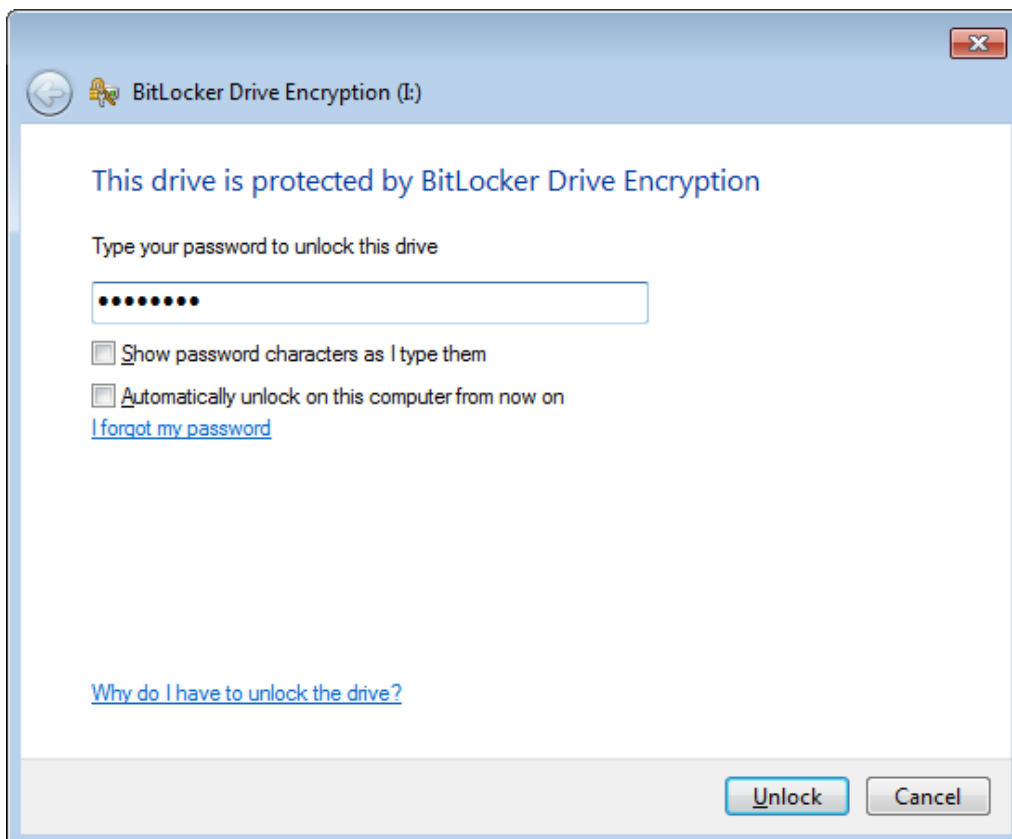 BitLocker Drive Encryption (I:)
This drive is protected by BitLocker Drive Encryption
Type your password to unlock this drive
••••••••
Show password characters as I type them
Automatically unlock on this computer from now on
I forgot my password
Why do I have to unlock the drive?
Unlock
Cancel